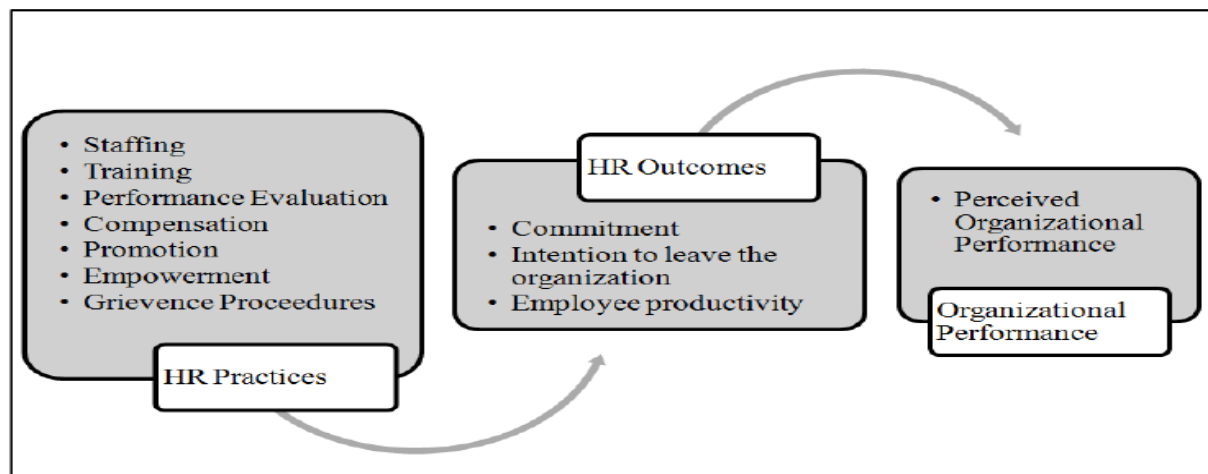 • Staffing
• Training
• Performance Evaluation
• Compensation
• Promotion
• Empowerment
• Grievence Proceedures
HR Practices
HR Outcomes
• Commitment
• Intention to leave the
organization
• Employee productivity
• Perceived
Organizational
Performance
Organizational
Performance